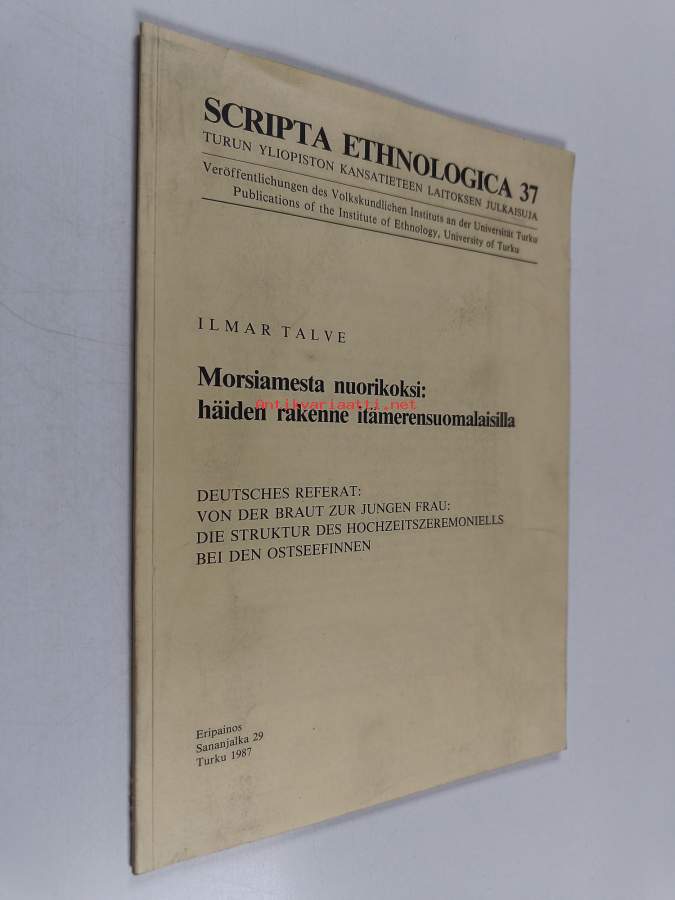 SCRIPTA ETHNOLOGICA 37
TURUN YLIOPISTON KANSATIETEEN LAITOKSEN JULKAISUJA
Veröffentlichungen des Volkskundlichen Instituts an der Universität Turku
Publications of the Institute of Ethnology, University of Turku
ILMAR TALVE
Morsiamesta nuorikoksi:
Antikvariaatti.net
häiden rakenne itämerensuomalaisilla
DEUTSCHES REFERAT:
VON DER BRAUT ZUR JUNGEN FRAU:
DIE STRUKTUR DES HOCHZEITSZEREMONIELLS
BEI DEN OSTSEEFINNEN
Eripainos
Sananjalka 29
Turku 1987